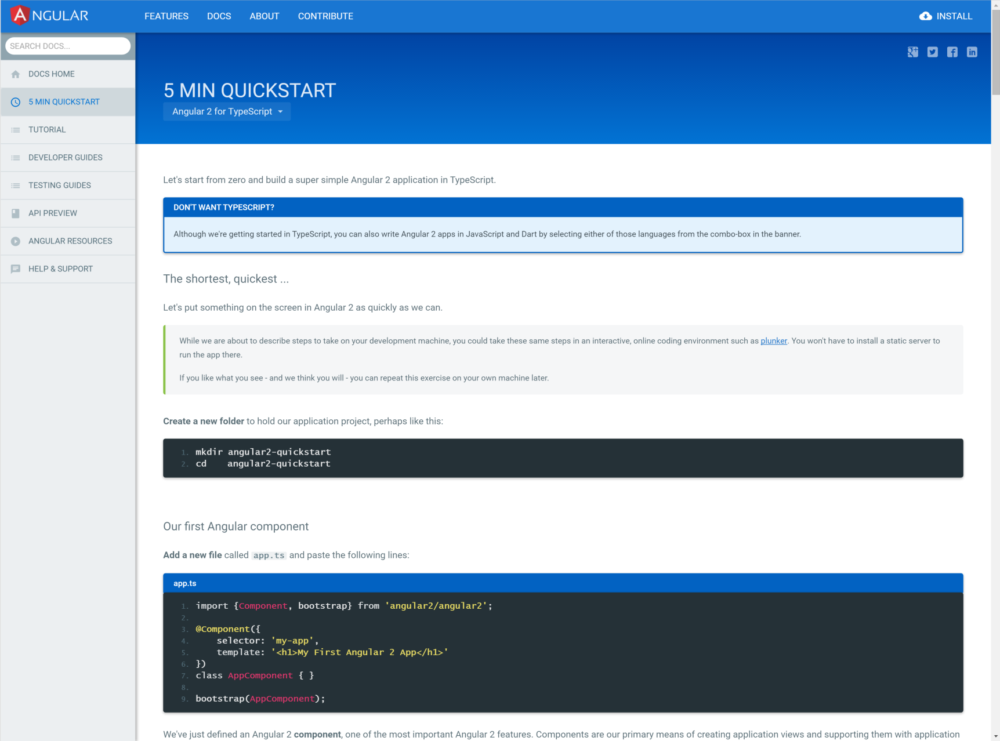 ANGULAR
FEATURES DOCS ABOUT CONTRIBUTE INSTALL
SEARCH DOCS...
DOCS HOME
5 MIN QUICKSTART
TUTORIAL
DEVELOPER GUIDES
TESTING GUIDES
API PREVIEW
ANGULAR RESOURCES
HELP & SUPPORT
5 MIN QUICKSTART
Angular 2 for TypeScript
Let's start from zero and build a super simple Angular 2 application in TypeScript.
DON'T WANT TYPESCRIPT?
Although we're getting started in TypeScript, you can also write Angular 2 apps in JavaScript and Dart by selecting either of those languages from the combo-box in the banner.
The shortest, quickest ...
Let's put something on the screen in Angular 2 as quickly as we can.
While we are about to describe steps to take on your development machine, you could take these same steps in an interactive, online coding environment such as plunker. You won't have to install a static server to
run the app there.
If you like what you see - and we think you will - you can repeat this exercise on your own machine later.
Create a new folder to hold our application project, perhaps like this:
1. mkdir angular2-quickstart
2. cd    angular2-quickstart
Our first Angular component
Add a new file called app.ts and paste the following lines:
app.ts
1. import {Component, bootstrap} from 'angular2/angular2';
2.
3. @Component({
4.     selector: 'my-app',
5.     template: '<h1>My First Angular 2 App</h1>'
6. })
7. class AppComponent { }
8.
9. bootstrap(AppComponent);
We've just defined an Angular 2 component, one of the most important Angular 2 features. Components are our primary means of creating application views and supporting them with application